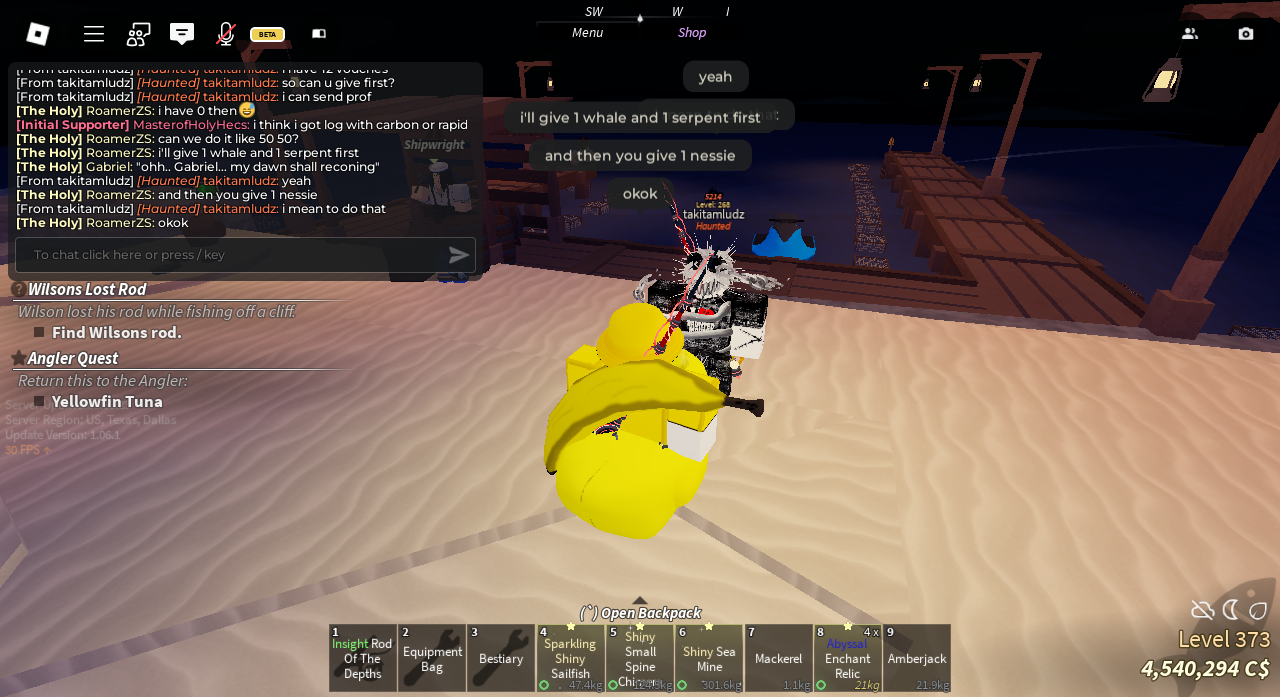 SW W I
Menu Shop
BETA
[From takitamludz] [Haunted] takitamludz: i have 12 vouches
[From takitamludz] [Haunted] takitamludz: so can u give first?
[From takitamludz] [Haunted] takitamludz: i can send prof
[The Holy] RoamerZS: i have 0 then😅
[Initial Supporter] MasterofHolyHecs: i think i got log with carbon or rapid
[The Holy] RoamerZS: can we do it like 50 50?
[The Holy] RoamerZS: i'll give 1 whale and 1 serpent first
[The Holy] Gabriel: "ohh.. Gabriel... my dawn shall reconing"
[From takitamludz] [Haunted] takitamludz: yeah
[The Holy] RoamerZS: and then you give 1 nessie
[From takitamludz] [Haunted] takitamludz: i mean to do that
[The Holy] RoamerZS: okok
Shipwright
To chat click here or press / key
yeah
i'll give 1 whale and 1 serpent first
and then you give 1 nessie
okok
5214
Level: 268
takitamludz
Haunted
? Wilsons Lost Rod
Wilson lost his rod while fishing off a cliff.
Find Wilsons rod.
Angler Quest
Return this to the Angler:
Yellowfin Tuna
Server Region: US, Texas, Dallas
Update Version: 1.06.1
30 FPS
(`) Open Backpack
1 Insight Rod Of The Depths
2 Equipment Bag
3 Bestiary
4 Sparkling Shiny Sailfish 47.4kg
5 Shiny Small Spine
6 Shiny Sea Mine 301.6kg
7 Mackerel 1.1kg
8 4 x Abyssal Enchant Relic 21kg
9 Amberjack 21.9kg
Level 373
4,540,294 C$